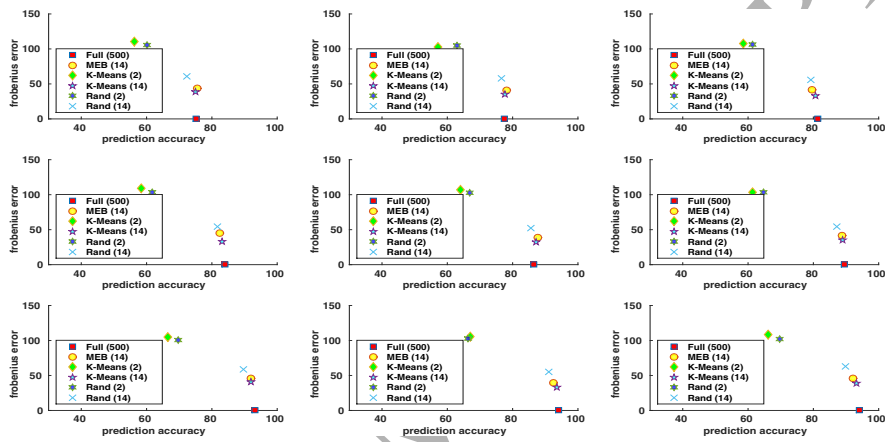 150
100
50
0
frobenius error
Full (500)
MEB (14)
K-Means (2)
K-Means (14)
Rand (2)
Rand (14)
40 60 80 100
prediction accuracy
150
100
50
0
frobenius error
Full (500)
MEB (14)
K-Means (2)
K-Means (14)
Rand (2)
Rand (14)
40 60 80 100
prediction accuracy
150
100
50
0
frobenius error
Full (500)
MEB (14)
K-Means (2)
K-Means (14)
Rand (2)
Rand (14)
40 60 80 100
prediction accuracy
150
100
50
0
frobenius error
Full (500)
MEB (14)
K-Means (2)
K-Means (14)
Rand (2)
Rand (14)
40 60 80 100
prediction accuracy
150
100
50
0
frobenius error
Full (500)
MEB (14)
K-Means (2)
K-Means (14)
Rand (2)
Rand (14)
40 60 80 100
prediction accuracy
150
100
50
0
frobenius error
Full (500)
MEB (14)
K-Means (2)
K-Means (14)
Rand (2)
Rand (14)
40 60 80 100
prediction accuracy
150
100
50
0
frobenius error
Full (500)
MEB (14)
K-Means (2)
K-Means (14)
Rand (2)
Rand (14)
40 60 80 100
prediction accuracy
150
100
50
0
frobenius error
Full (500)
MEB (14)
K-Means (2)
K-Means (14)
Rand (2)
Rand (14)
40 60 80 100
prediction accuracy
150
100
50
0
frobenius error
Full (500)
MEB (14)
K-Means (2)
K-Means (14)
Rand (2)
Rand (14)
40 60 80 100
prediction accuracy